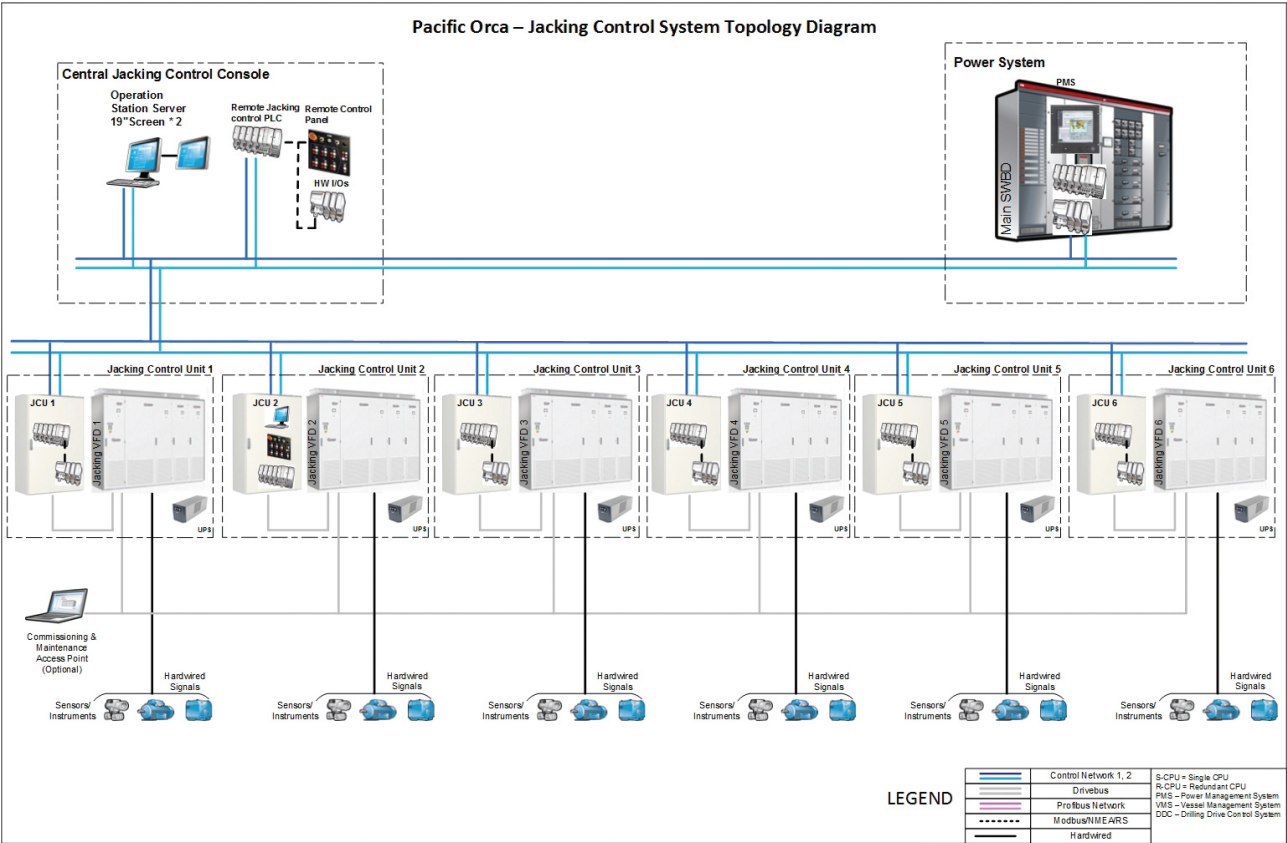 Pacific Orca – Jacking Control System Topology Diagram
Central Jacking Control Console
Operation
Station Server
19"Screen * 2
Remote Jacking
control PLC
Remote Control
Panel
HW I/Os
Power System
PMS
Main SWBD
Jacking Control Unit 1
JCU 1
Jacking VFD 1
UPS
Jacking Control Unit 2
JCU 2
Jacking VFD 2
UPS
Jacking Control Unit 3
JCU 3
Jacking VFD 3
UPS
Jacking Control Unit 4
JCU 4
Jacking VFD 4
UPS
Jacking Control Unit 5
JCU 5
Jacking VFD 5
UPS
Jacking Control Unit 6
JCU 6
Jacking VFD 6
UPS
Commissioning &
Maintenance
Access Point
(Optional)
Sensors/
Instruments
Hardwired
Signals
Sensors/
Instruments
Hardwired
Signals
Sensors/
Instruments
Hardwired
Signals
Sensors/
Instruments
Hardwired
Signals
Sensors/
Instruments
Hardwired
Signals
Sensors/
Instruments
Hardwired
Signals
LEGEND
Control Network 1, 2
Drivebus
Profibus Network
Modbus/NMEA/RS
Hardwired
S-CPU = Single CPU
R-CPU = Redundant CPU
PMS – Power Management System
VMS – Vessel Management System
DDC – Drilling Drive Control System